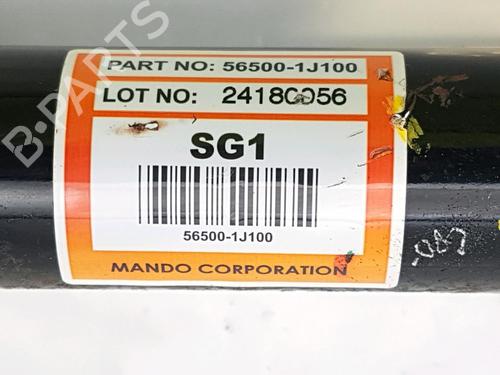 B-PARTS
PART NO: 56500-1J100
LOT NO: 24180056
SG1
56500-1J100
MANDO CORPORATION